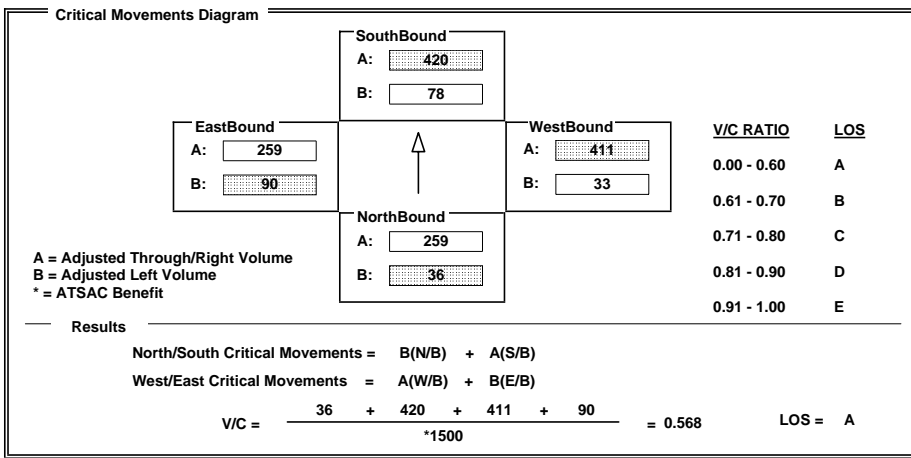 Critical Movements Diagram
SouthBound
A: 420
B: 78
EastBound
A: 259
B: 90
WestBound
A: 411
B: 33
NorthBound
A: 259
B: 36
V/C RATIO LOS
0.00 - 0.60 A
0.61 - 0.70 B
0.71 - 0.80 C
0.81 - 0.90 D
0.91 - 1.00 E
A = Adjusted Through/Right Volume
B = Adjusted Left Volume
* = ATSAC Benefit
Results
North/South Critical Movements = B(N/B) + A(S/B)
West/East Critical Movements = A(W/B) + B(E/B)
V/C = 36 + 420 + 411 + 90 = 0.568 LOS = A
*1500